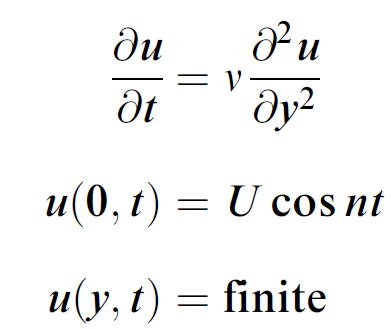 ∂u/∂t = ν ∂²u/∂y²
u(0, t) = U cos nt
u(y, t) = finite